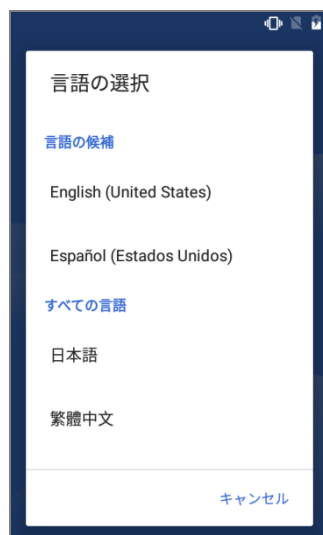 言語の選択
言語の候補
English (United States)
Español (Estados Unidos)
すべての言語
日本語
繁體中文
キャンセル